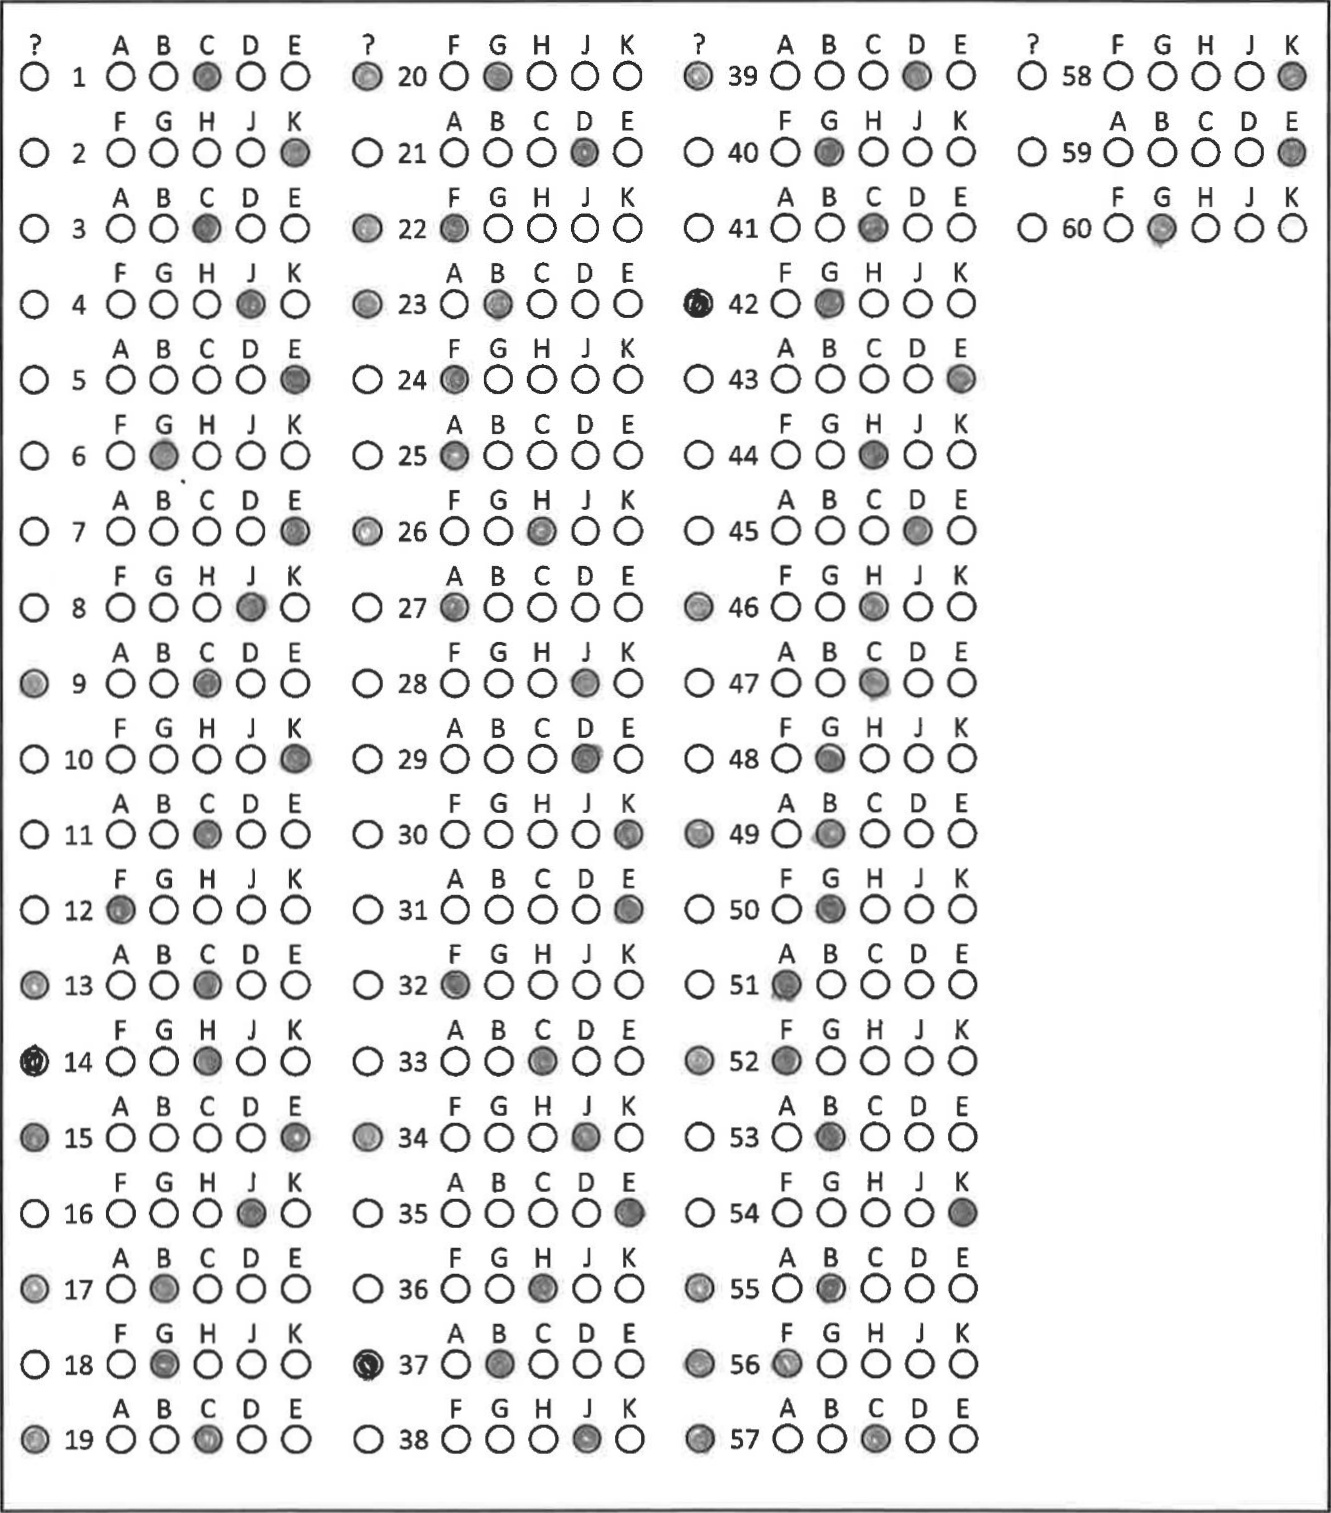 ? A B C D E ? F G H J K ? A B C D E ? F G H J K
1 20 39 58
F G H J K A B C D E F G H J K A B C D E
2 21 40 59
A B C D E F G H J K A B C D E F G H J K
3 22 41 60
F G H J K A B C D E F G H J K
4 23 42
A B C D E F G H J K A B C D E
5 24 43
F G H J K A B C D E F G H J K
6 25 44
A B C D E F G H J K A B C D E
7 26 45
F G H J K A B C D E F G H J K
8 27 46
A B C D E F G H J K A B C D E
9 28 47
F G H J K A B C D E F G H J K
10 29 48
A B C D E F G H J K A B C D E
11 30 49
F G H J K A B C D E F G H J K
12 31 50
A B C D E F G H J K A B C D E
13 32 51
F G H J K A B C D E F G H J K
14 33 52
A B C D E F G H J K A B C D E
15 34 53
F G H J K A B C D E F G H J K
16 35 54
A B C D E F G H J K A B C D E
17 36 55
F G H J K A B C D E F G H J K
18 37 56
A B C D E F G H J K A B C D E
19 38 57